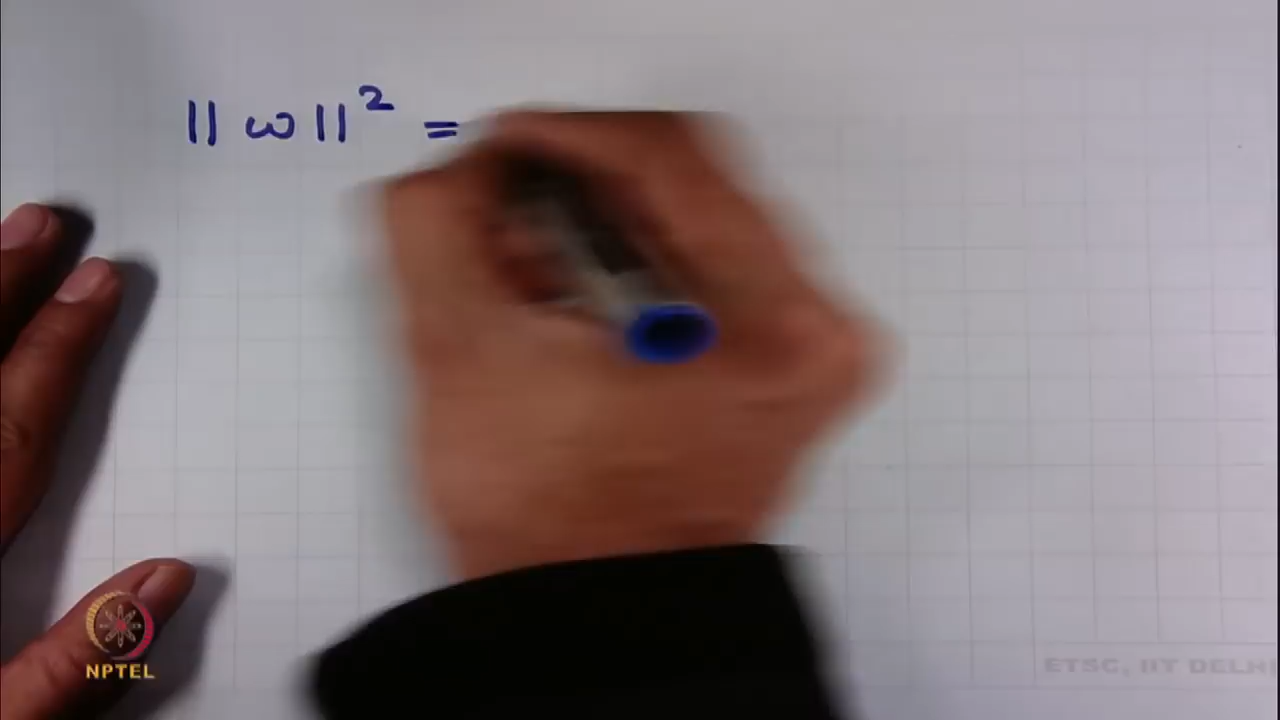 || ω ||² =
NPTEL
ETSC, IIT DELHI